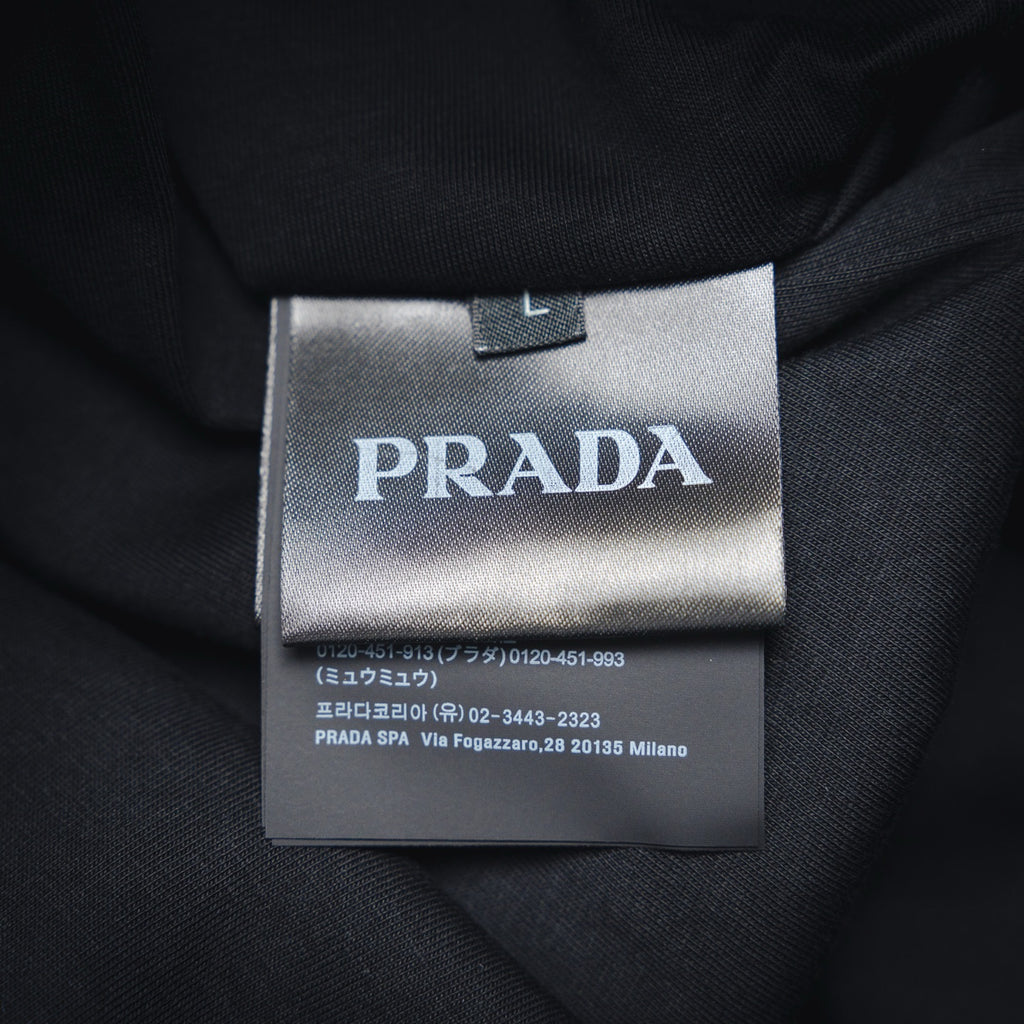 L
PRADA
0120-451-913(プラダ)0120-451-993
(ミュウミュウ)
프라다코리아 (유) 02-3443-2323
PRADA SPA Via Fogazzaro,28 20135 Milano